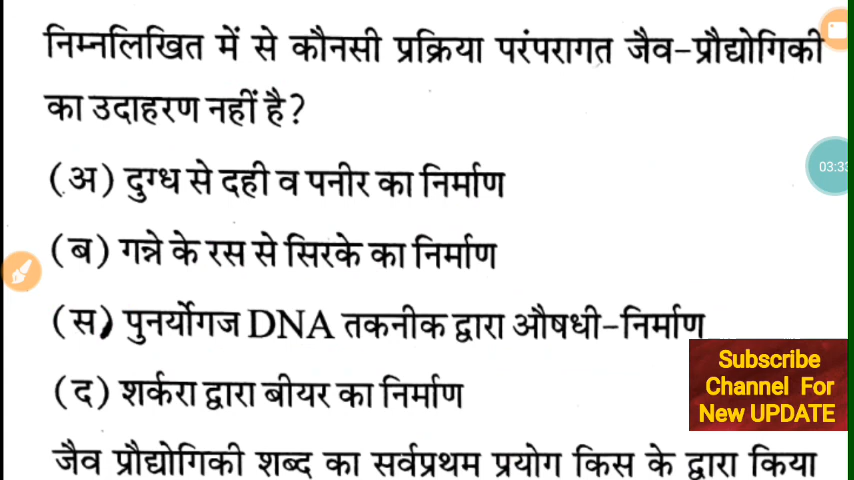 निम्नलिखित में से कौनसी प्रक्रिया परंपरागत जैव-प्रौद्योगिकी
का उदाहरण नहीं है?
(अ) दुग्ध से दही व पनीर का निर्माण
03:33
(ब) गन्ने के रस से सिरके का निर्माण
(स) पुनर्योगज DNA तकनीक द्वारा औषधी-निर्माण
Subscribe
Channel For
New UPDATE
(द) शर्करा द्वारा बीयर का निर्माण
जैव प्रौद्योगिकी शब्द का सर्वप्रथम प्रयोग किस के द्वारा किया